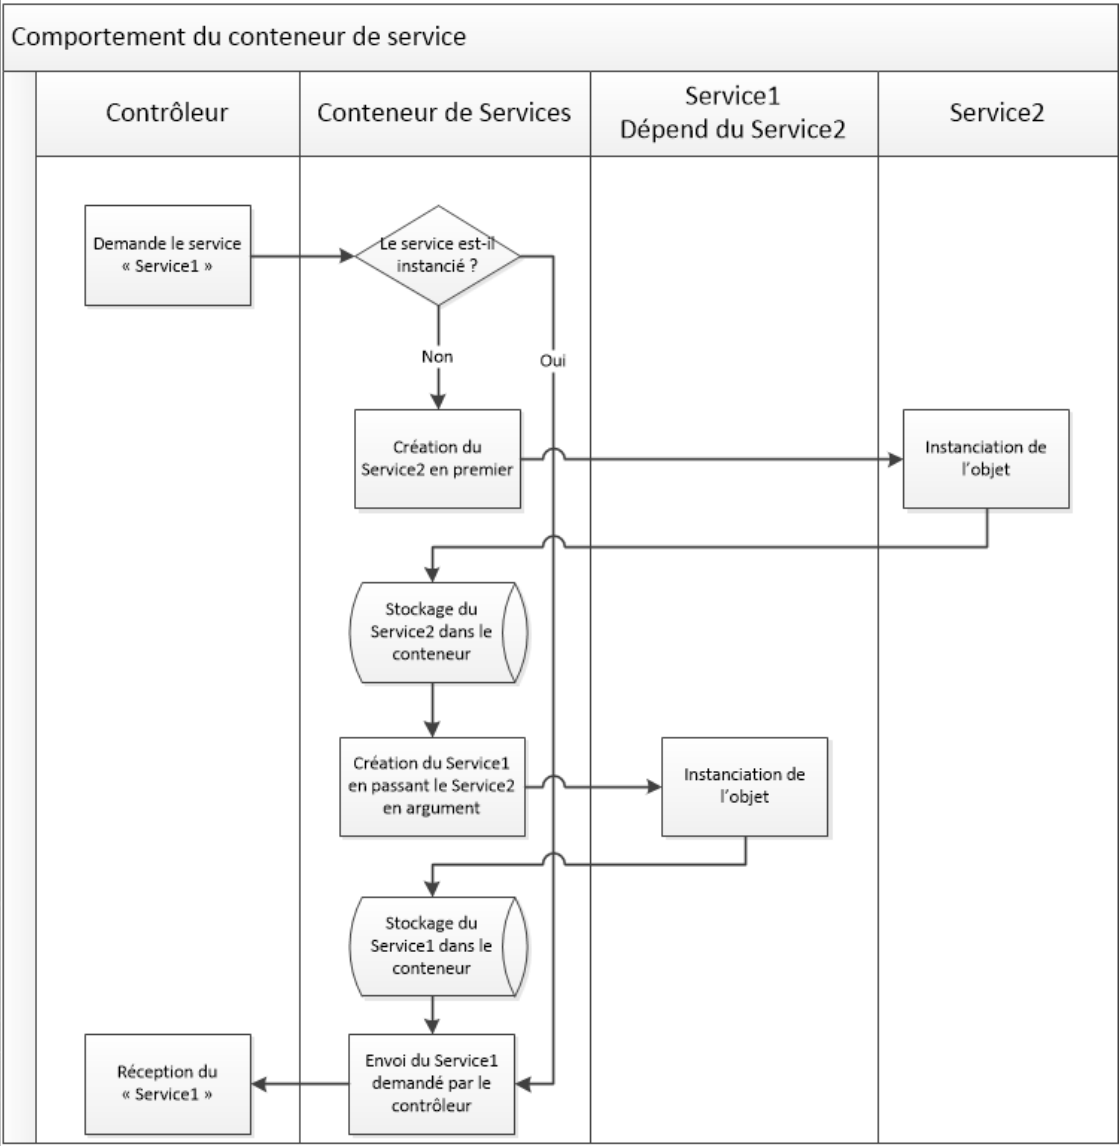 Comportement du conteneur de service
Contrôleur
Conteneur de Services
Service1
Dépend du Service2
Service2
Demande le service
« Service1 »
Le service est-il
instancié ?
Non
Oui
Création du
Service2 en premier
Instanciation de
l'objet
Stockage du
Service2 dans le
conteneur
Création du Service1
en passant le Service2
en argument
Instanciation de
l'objet
Stockage du
Service1 dans le
conteneur
Envoi du Service1
demandé par le
contrôleur
Réception du
« Service1 »